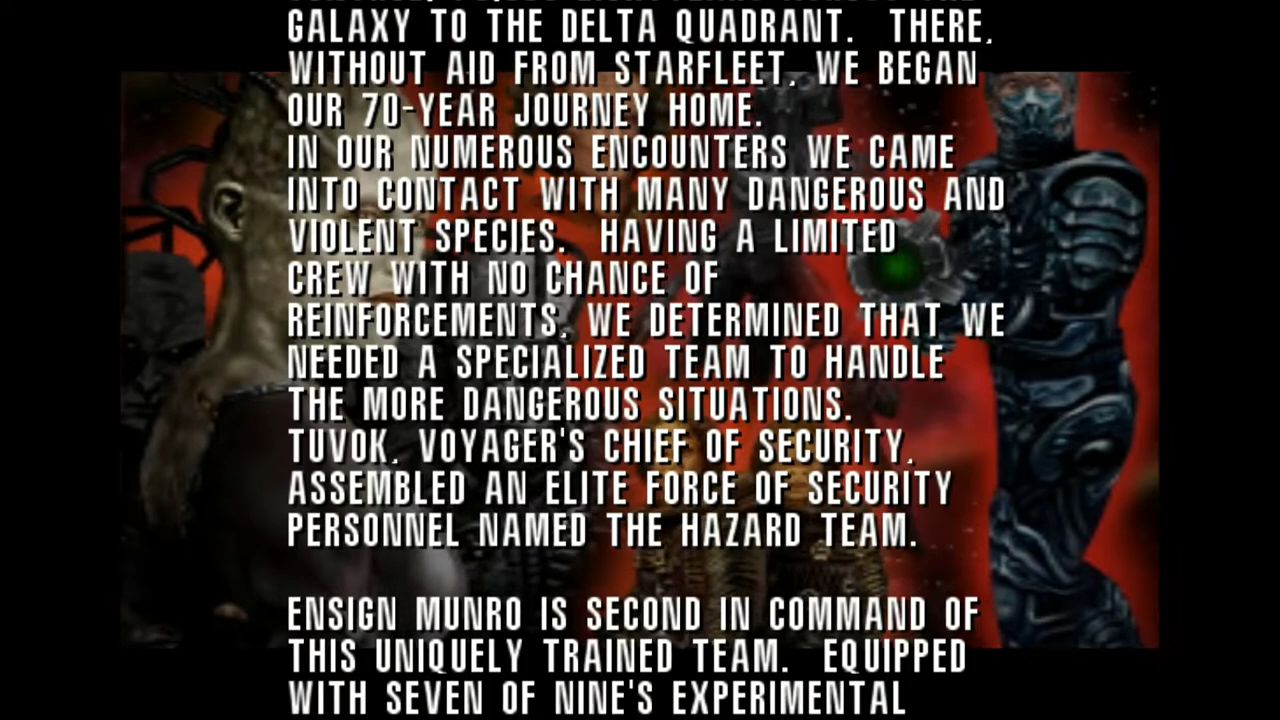 GALAXY TO THE DELTA QUADRANT. THERE,
WITHOUT AID FROM STARFLEET, WE BEGAN
OUR 70-YEAR JOURNEY HOME.
IN OUR NUMEROUS ENCOUNTERS WE CAME
INTO CONTACT WITH MANY DANGEROUS AND
VIOLENT SPECIES. HAVING A LIMITED
CREW WITH NO CHANCE OF
REINFORCEMENTS, WE DETERMINED THAT WE
NEEDED A SPECIALIZED TEAM TO HANDLE
THE MORE DANGEROUS SITUATIONS.
TUVOK, VOYAGER'S CHIEF OF SECURITY,
ASSEMBLED AN ELITE FORCE OF SECURITY
PERSONNEL NAMED THE HAZARD TEAM.
ENSIGN MUNRO IS SECOND IN COMMAND OF
THIS UNIQUELY TRAINED TEAM. EQUIPPED
WITH SEVEN OF NINE'S EXPERIMENTAL